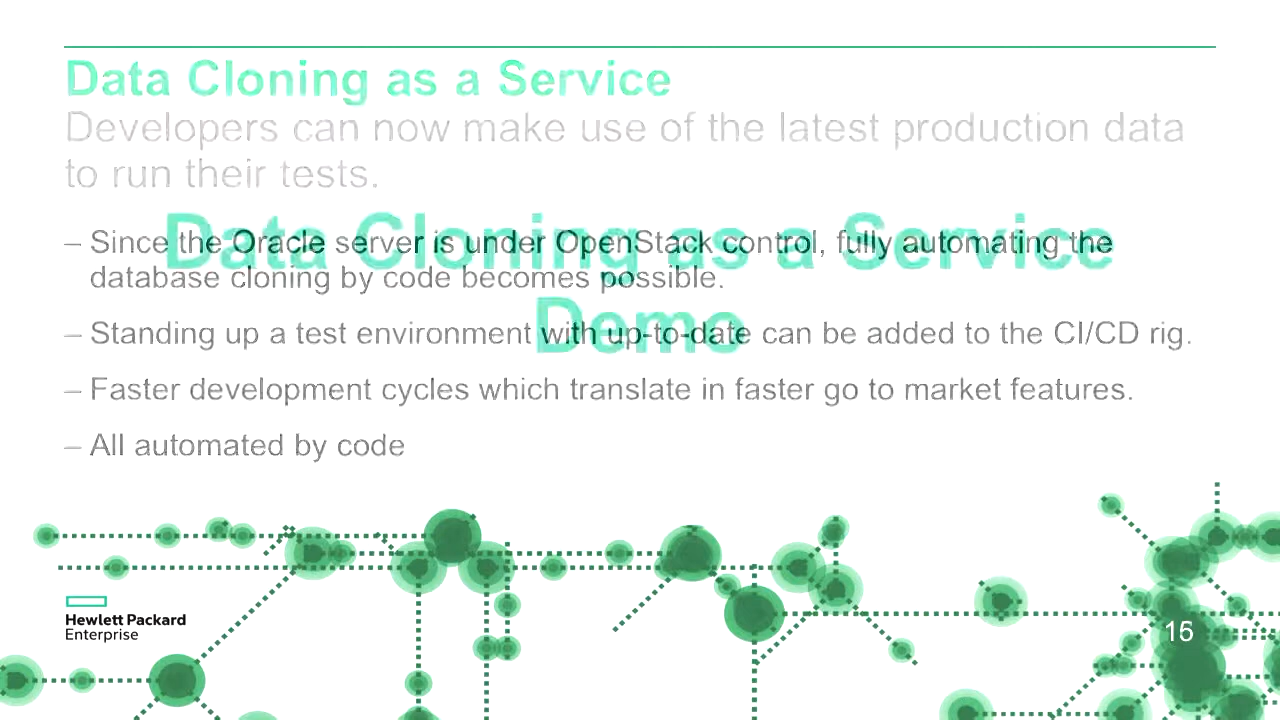 Data Cloning as a Service
Developers can now make use of the latest production data
to run their tests.
Data Cloning as a Service
Demo
– Since the Oracle server is under OpenStack control, fully automating the
database cloning by code becomes possible.
– Standing up a test environment with up-to-date can be added to the CI/CD rig.
– Faster development cycles which translate in faster go to market features.
– All automated by code
Hewlett Packard
Enterprise